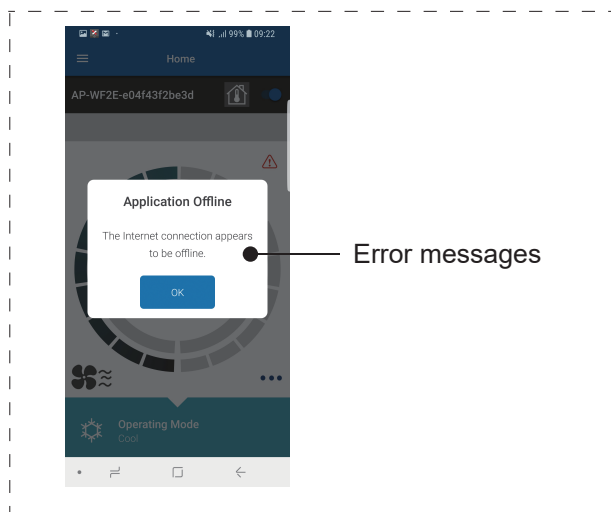 99% 09:22
Home
AP-WF2E-e04f43f2be3d
Application Offline
The Internet connection appears
to be offline.
Error messages
OK
Operating Mode
Cool